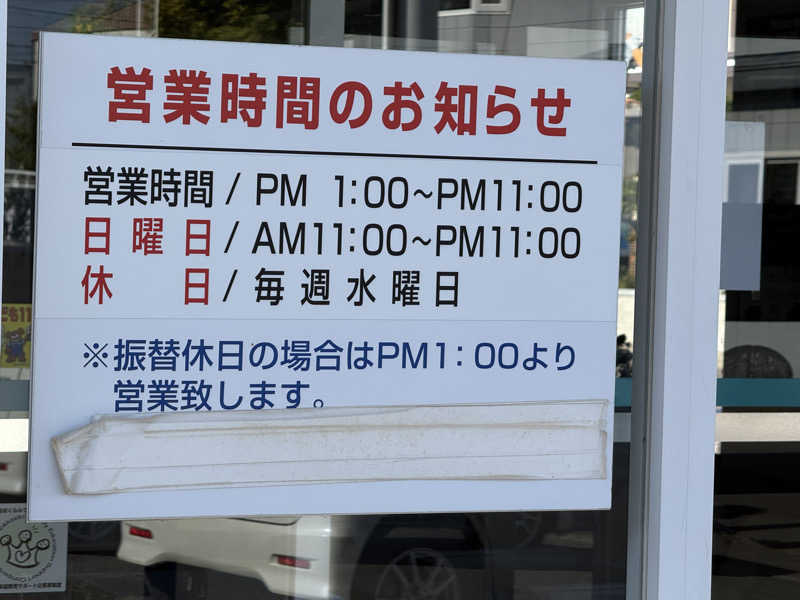 営業時間のお知らせ
営業時間 / PM 1:00~PM11:00
日曜日 / AM11:00~PM11:00
休日 / 毎週水曜日
※振替休日の場合はPM1:00より
営業致します。